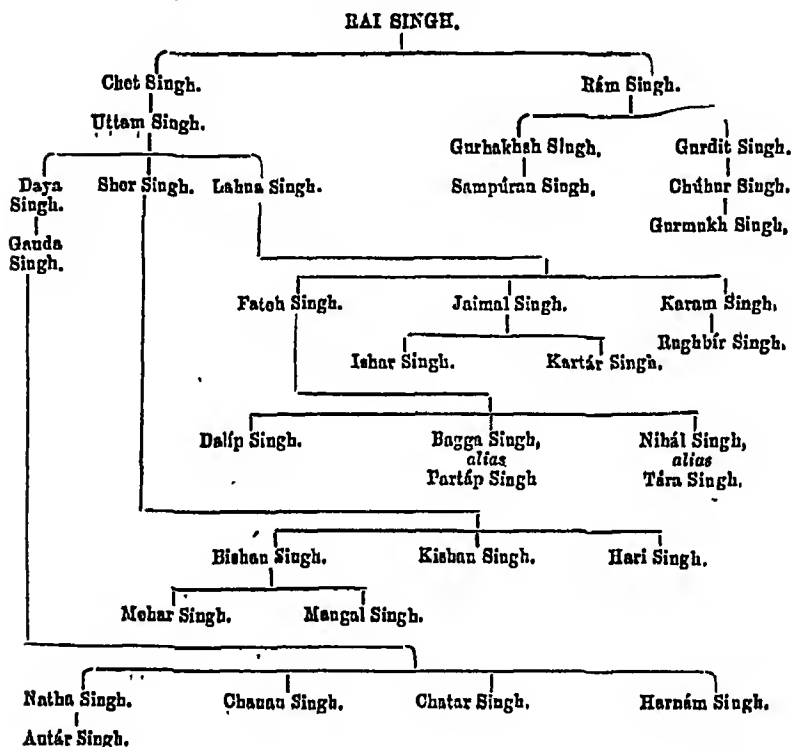 RAI SINGH.
Chet Singh. Rám Singh.
Uttam Singh.
Gurbakhsh Singh, Gurdit Singh.
Daya Singh. Sher Singh. Lahna Singh. Sampúran Singh, Chúhur Singh.
Gurmukh Singh,
Ganda
Singh.
Fateh Singh. Jaimal Singh. Karam Singh,
Rughbír Singh.
Ishar Singh. Kartár Singh.
Dalíp Singh. Bagga Singh, Nihál Singh,
alias alias
Partáp Singh Tára Singh.
Bishan Singh. Kishan Singh. Hari Singh.
Mehar Singh. Mangal Singh.
Natha Singh. Chanan Singh. Chatar Singh. Harnám Singh.
Autár Singh.